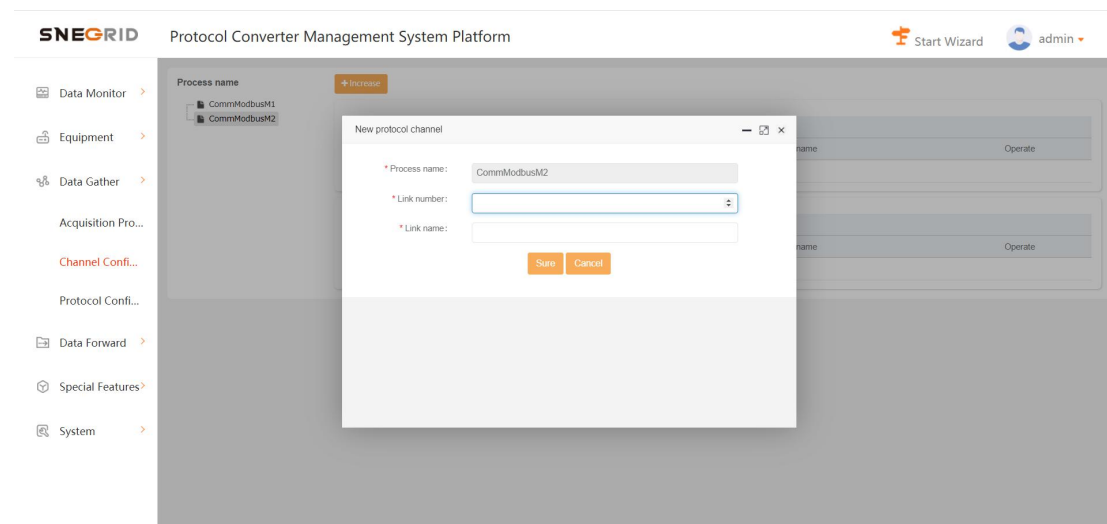 SNEGRID
Protocol Converter Management System Platform
Start Wizard
admin
Data Monitor
Equipment
Data Gather
Acquisition Pro...
Channel Confi...
Protocol Confi...
Data Forward
Special Features
System
Process name
CommModbusM1
CommModbusM2
+Increase
name
Operate
name
Operate
New protocol channel
* Process name:
CommModbusM2
* Link number:
* Link name:
Sure
Cancel